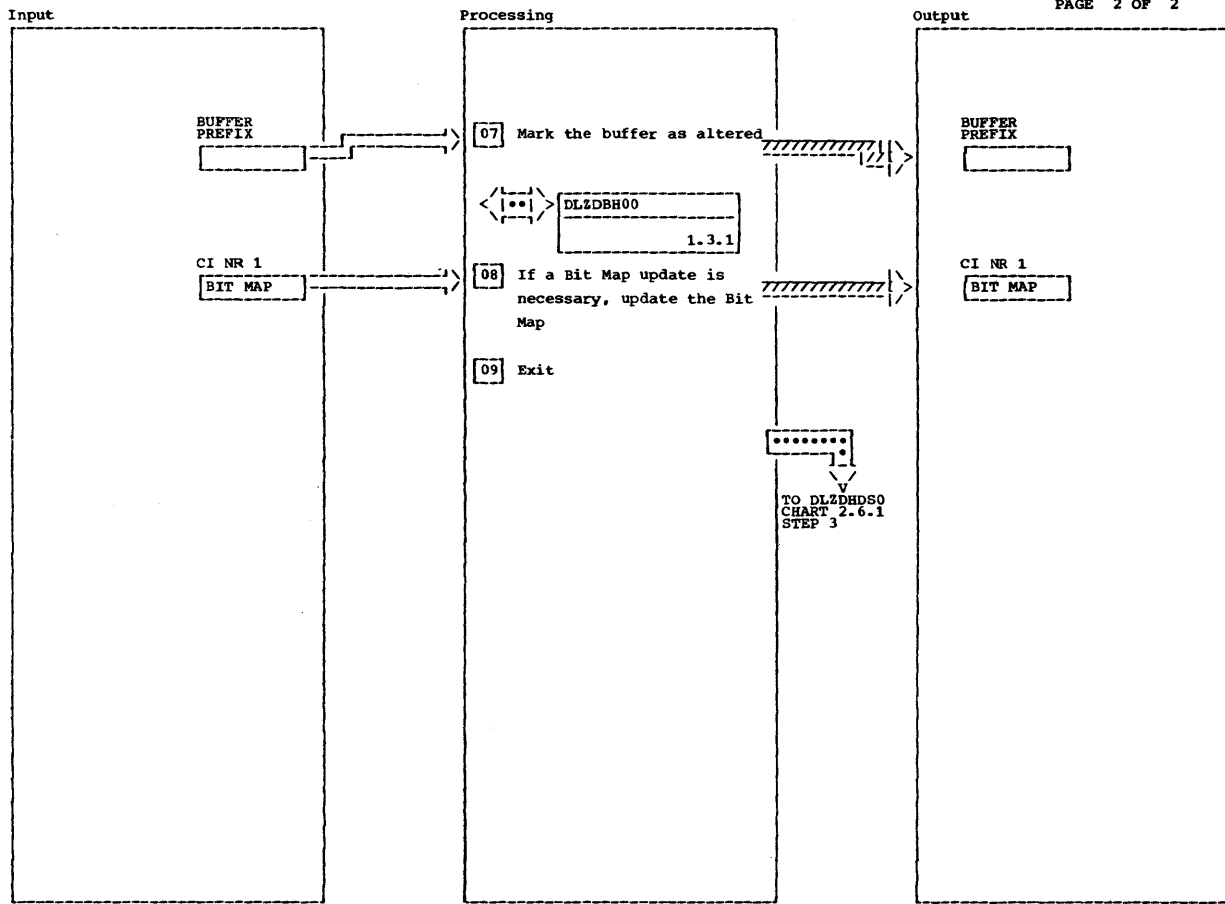 PAGE 2 OF 2
Input
Processing
Output
BUFFER
PREFIX
07 Mark the buffer as altered
BUFFER
PREFIX
DLZDBH00
1.3.1
CI NR 1
BIT MAP
08 If a Bit Map update is
necessary, update the Bit
Map
CI NR 1
BIT MAP
09 Exit
TO DLZDHDS0
CHART 2.6.1
STEP 3